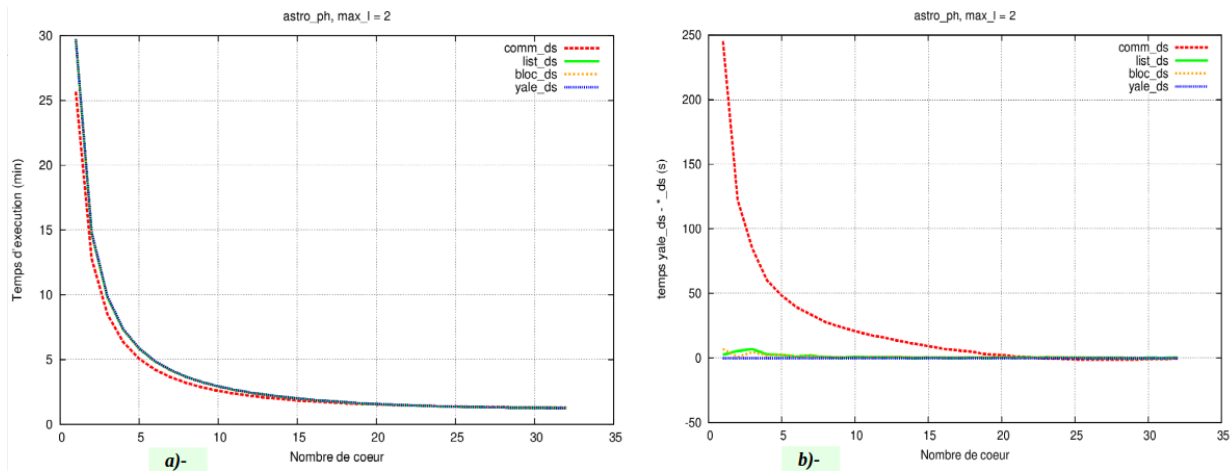 astro_ph, max_l = 2
30
25
20
15
10
5
0
Temps d'execution (min)
comm_ds
list_ds
bloc_ds
yale_ds
0 5 10 15 20 25 30 35
Nombre de coeur
a)-
astro_ph, max_l = 2
250
200
150
100
50
0
-50
temps yale_ds - *_ds (s)
comm_ds
list_ds
bloc_ds
yale_ds
0 5 10 15 20 25 30 35
Nombre de coeur
b)-